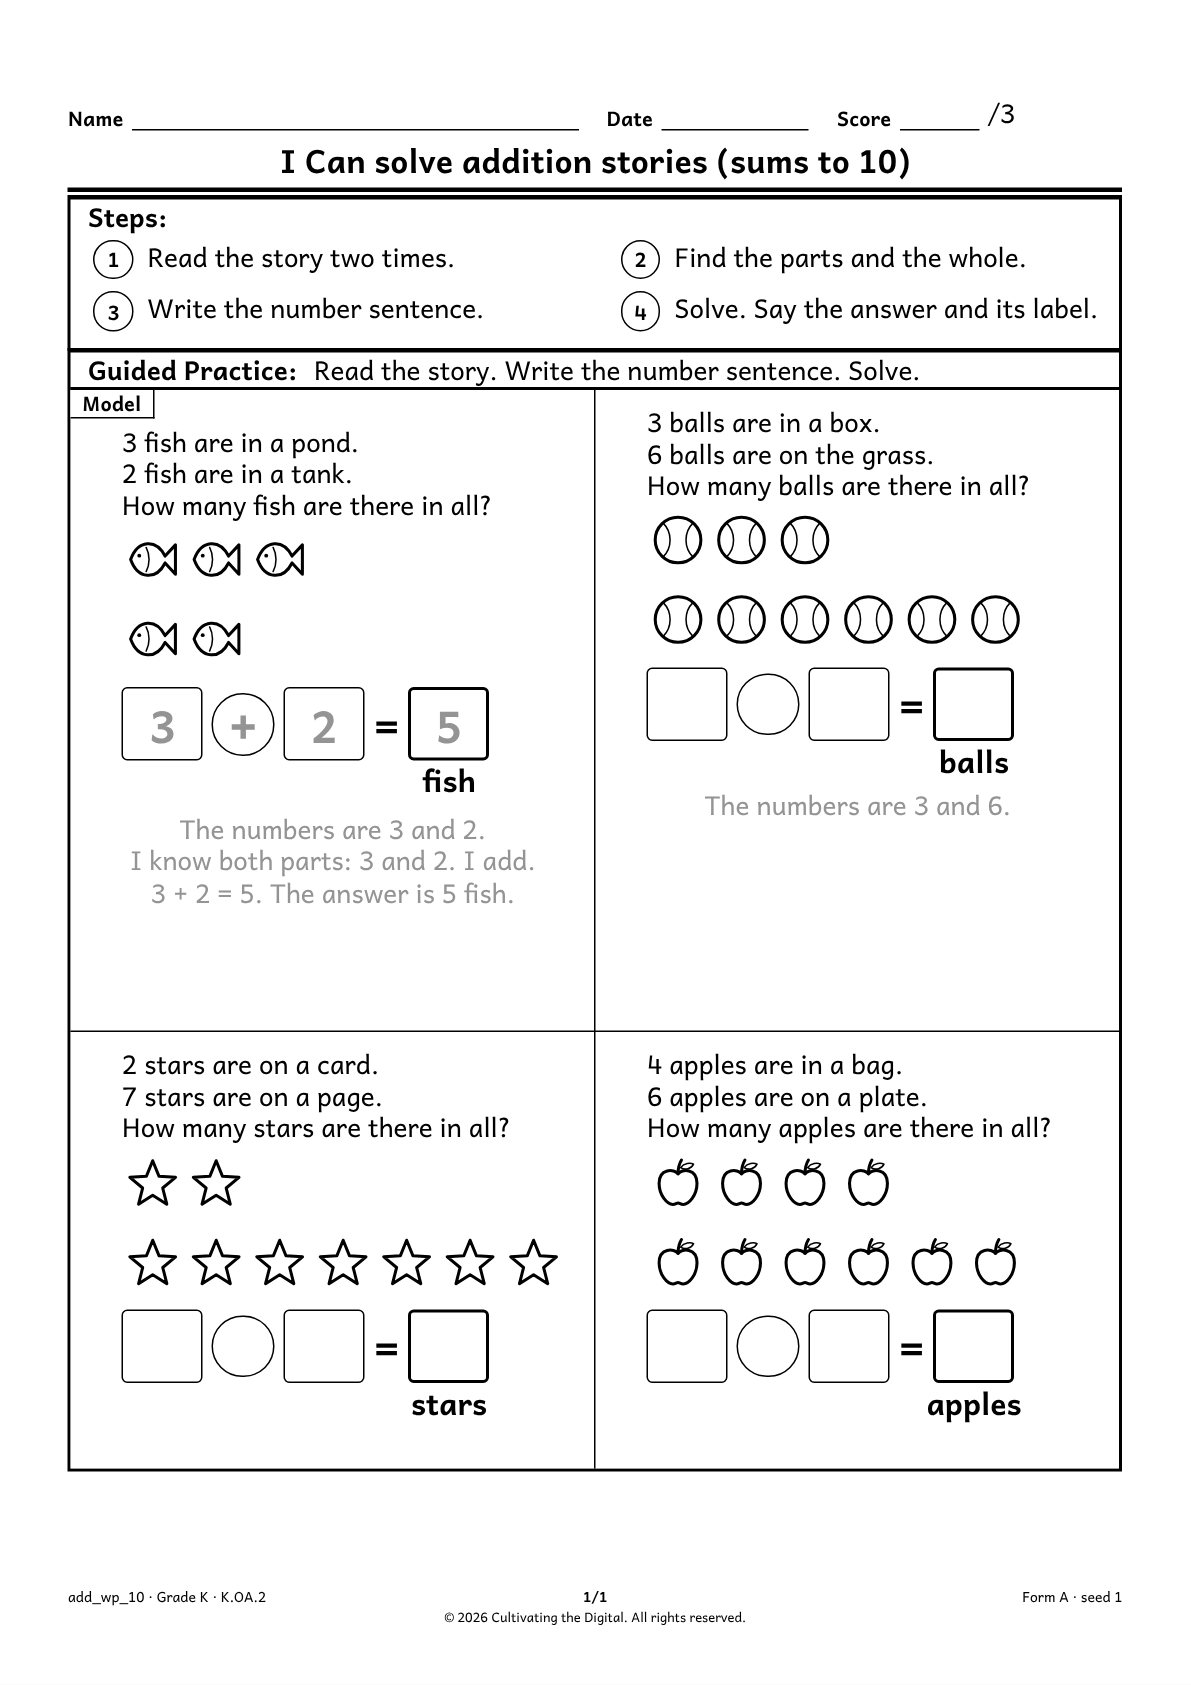 Name Date Score /3
I Can solve addition stories (sums to 10)
Steps:
1 Read the story two times.
2 Find the parts and the whole.
3 Write the number sentence.
4 Solve. Say the answer and its label.
Guided Practice: Read the story. Write the number sentence. Solve.
Model
3 fish are in a pond.
2 fish are in a tank.
How many fish are there in all?
3 + 2 = 5
fish
The numbers are 3 and 2.
I know both parts: 3 and 2. I add.
3 + 2 = 5. The answer is 5 fish.
3 balls are in a box.
6 balls are on the grass.
How many balls are there in all?
=
balls
The numbers are 3 and 6.
2 stars are on a card.
7 stars are on a page.
How many stars are there in all?
=
stars
4 apples are in a bag.
6 apples are on a plate.
How many apples are there in all?
=
apples
add_wp_10 · Grade K · K.OA.2
1/1
Form A · seed 1
© 2026 Cultivating the Digital. All rights reserved.